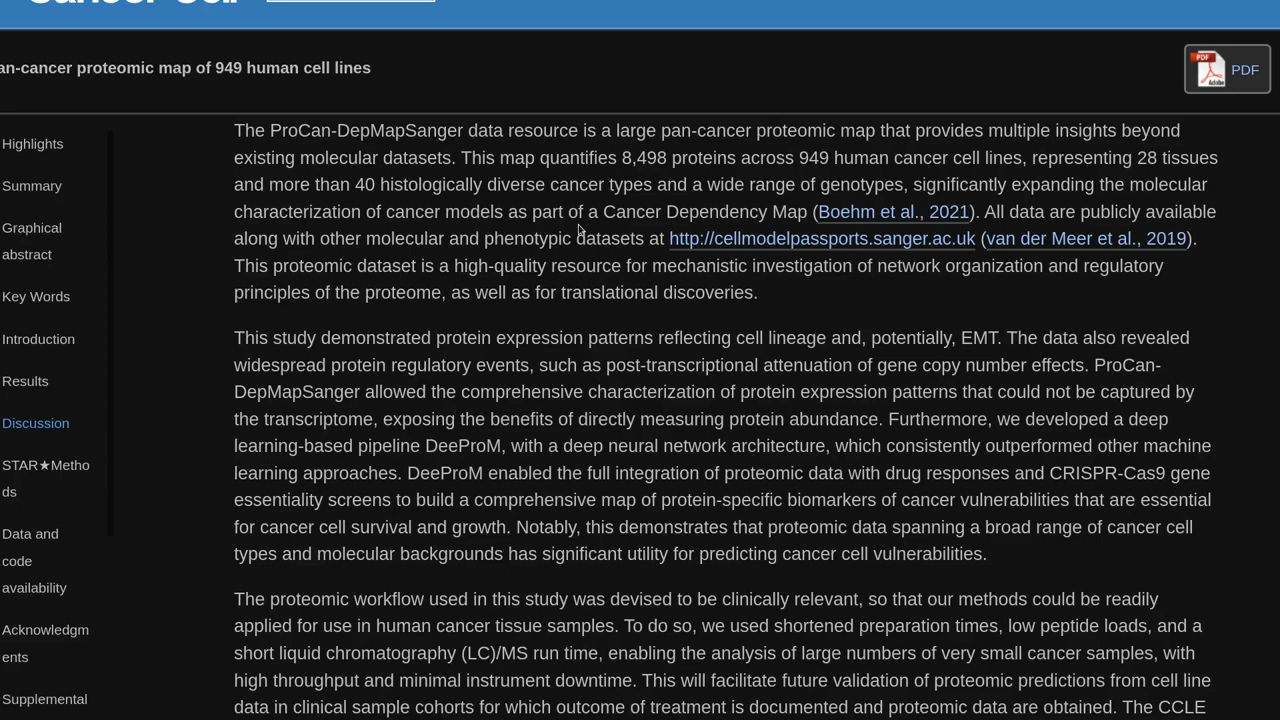 an-cancer proteomic map of 949 human cell lines
PDF
PDF
Adobe
Highlights
Summary
Graphical
abstract
Key Words
Introduction
Results
Discussion
STAR★Metho
ds
Data and
code
availability
Acknowledgm
ents
Supplemental
The ProCan-DepMapSanger data resource is a large pan-cancer proteomic map that provides multiple insights beyond
existing molecular datasets. This map quantifies 8,498 proteins across 949 human cancer cell lines, representing 28 tissues
and more than 40 histologically diverse cancer types and a wide range of genotypes, significantly expanding the molecular
characterization of cancer models as part of a Cancer Dependency Map (Boehm et al., 2021). All data are publicly available
along with other molecular and phenotypic datasets at http://cellmodelpassports.sanger.ac.uk (van der Meer et al., 2019).
This proteomic dataset is a high-quality resource for mechanistic investigation of network organization and regulatory
principles of the proteome, as well as for translational discoveries.
This study demonstrated protein expression patterns reflecting cell lineage and, potentially, EMT. The data also revealed
widespread protein regulatory events, such as post-transcriptional attenuation of gene copy number effects. ProCan-
DepMapSanger allowed the comprehensive characterization of protein expression patterns that could not be captured by
the transcriptome, exposing the benefits of directly measuring protein abundance. Furthermore, we developed a deep
learning-based pipeline DeeProM, with a deep neural network architecture, which consistently outperformed other machine
learning approaches. DeeProM enabled the full integration of proteomic data with drug responses and CRISPR-Cas9 gene
essentiality screens to build a comprehensive map of protein-specific biomarkers of cancer vulnerabilities that are essential
for cancer cell survival and growth. Notably, this demonstrates that proteomic data spanning a broad range of cancer cell
types and molecular backgrounds has significant utility for predicting cancer cell vulnerabilities.
The proteomic workflow used in this study was devised to be clinically relevant, so that our methods could be readily
applied for use in human cancer tissue samples. To do so, we used shortened preparation times, low peptide loads, and a
short liquid chromatography (LC)/MS run time, enabling the analysis of large numbers of very small cancer samples, with
high throughput and minimal instrument downtime. This will facilitate future validation of proteomic predictions from cell line
data in clinical sample cohorts for which outcome of treatment is documented and proteomic data are obtained. The CCLE